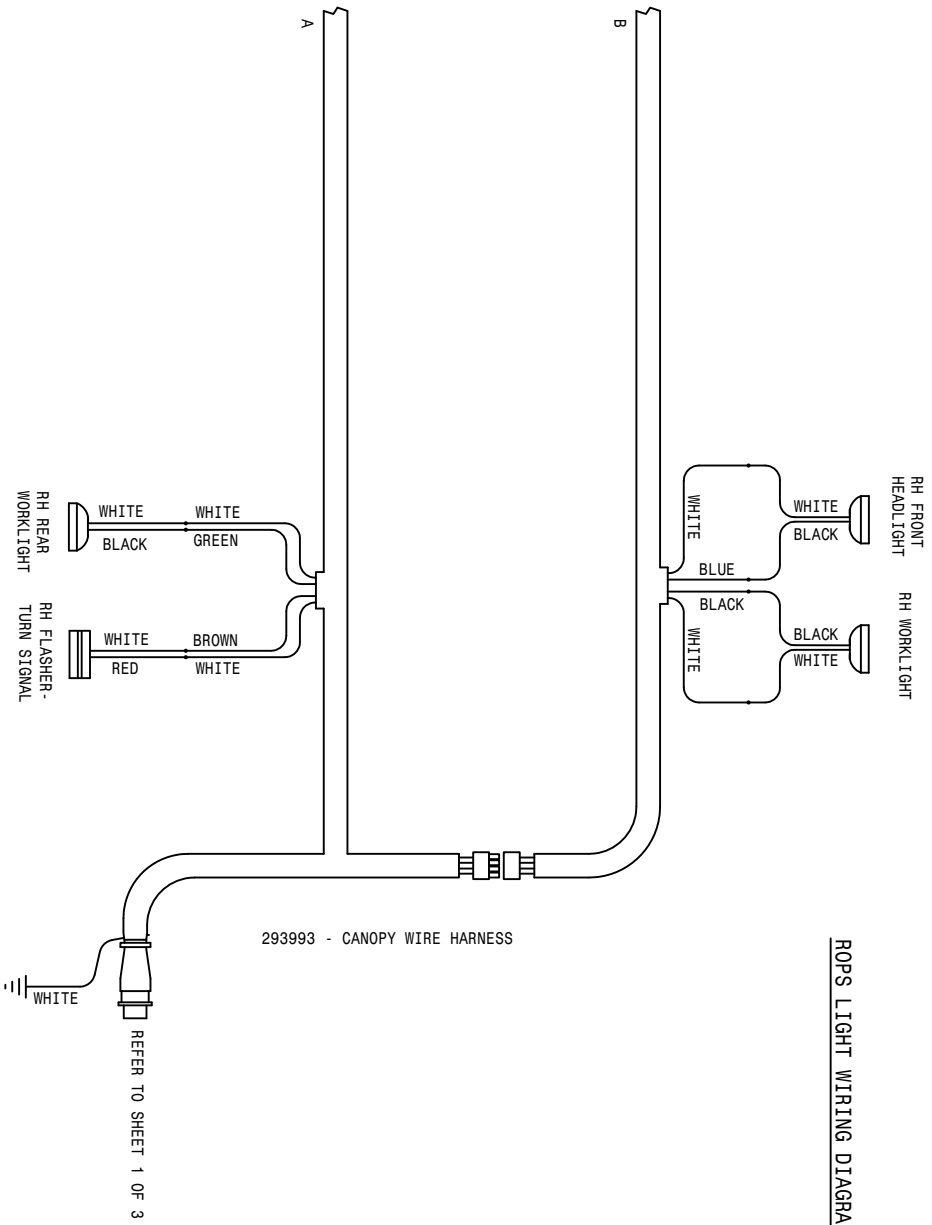 ROPS LIGHT WIRING DIAGRA
RH FRONT
HEADLIGHT
RH WORKLIGHT
WHITE
BLACK
BLACK
WHITE
WHITE
BLUE
BLACK
WHITE
B
A
WHITE
BLACK
WHITE
GREEN
WHITE
RED
BROWN
WHITE
RH REAR
WORKLIGHT
RH FLASHER-
TURN SIGNAL
293993 - CANOPY WIRE HARNESS
WHITE
REFER TO SHEET 1 OF 3